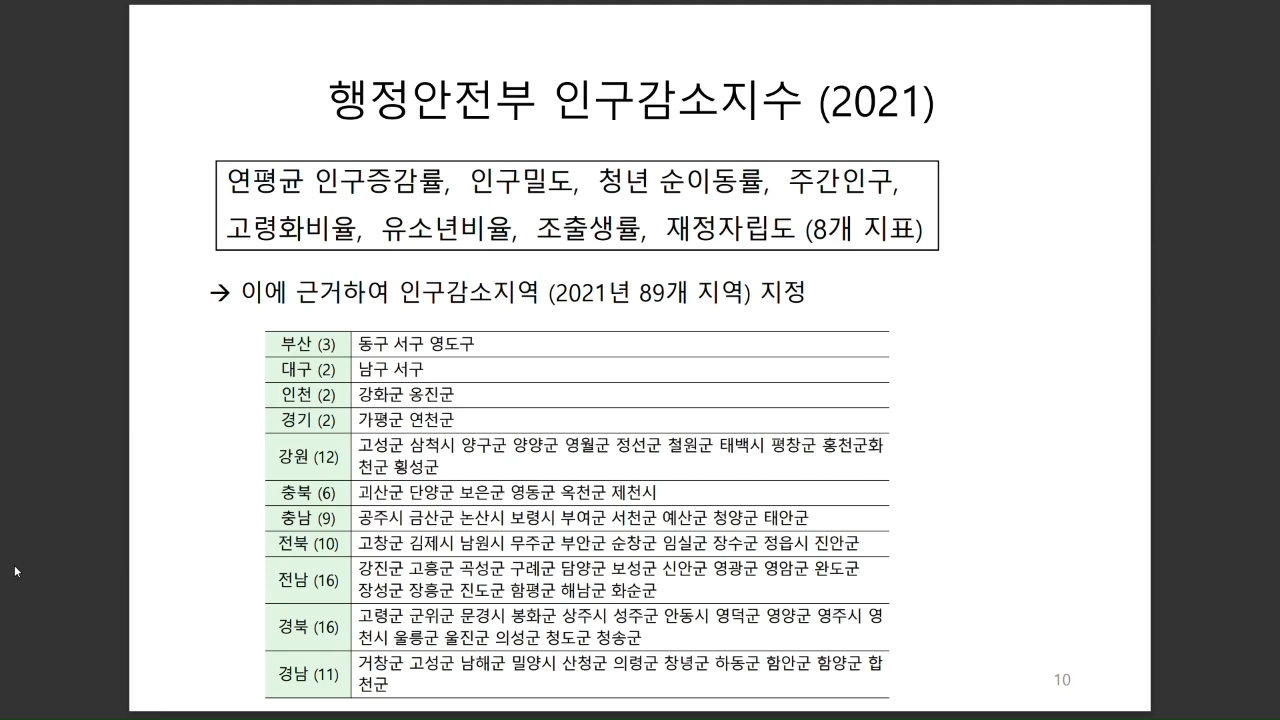 행정안전부 인구감소지수 (2021)
연평균 인구증감률, 인구밀도, 청년 순이동률, 주간인구,
고령화비율, 유소년비율, 조출생률, 재정자립도 (8개 지표)
→ 이에 근거하여 인구감소지역 (2021년 89개 지역) 지정
부산 (3) 동구 서구 영도구
대구 (2) 남구 서구
인천 (2) 강화군 옹진군
경기 (2) 가평군 연천군
강원 (12) 고성군 삼척시 양구군 양양군 영월군 정선군 철원군 태백시 평창군 홍천군화
천군 횡성군
충북 (6) 괴산군 단양군 보은군 영동군 옥천군 제천시
충남 (9) 공주시 금산군 논산시 보령시 부여군 서천군 예산군 청양군 태안군
전북 (10) 고창군 김제시 남원시 무주군 부안군 순창군 임실군 장수군 정읍시 진안군
전남 (16) 강진군 고흥군 곡성군 구례군 담양군 보성군 신안군 영광군 영암군 완도군
장성군 장흥군 진도군 함평군 해남군 화순군
경북 (16) 고령군 군위군 문경시 봉화군 상주시 성주군 안동시 영덕군 영양군 영주시 영
천시 울릉군 울진군 의성군 청도군 청송군
경남 (11) 거창군 고성군 남해군 밀양시 산청군 의령군 창녕군 하동군 함안군 함양군 합
천군
10